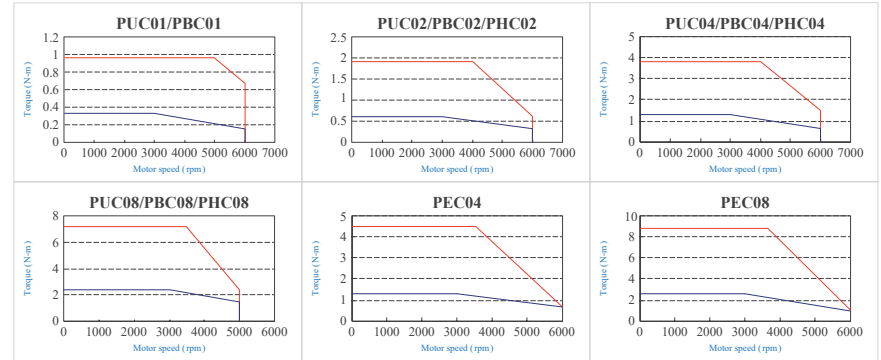 PUC01/PBC01
1.2
1
0.8
0.6
0.4
0.2
0
Torque (N-m)
0 1000 2000 3000 4000 5000 6000 7000
Motor speed (rpm)
PUC02/PBC02/PHC02
2.5
2
1.5
1
0.5
0
Torque (N-m)
0 1000 2000 3000 4000 5000 6000 7000
Motor speed (rpm)
PUC04/PBC04/PHC04
5
4
3
2
1
0
Torque (N-m)
0 1000 2000 3000 4000 5000 6000 7000
Motor speed (rpm)
PUC08/PBC08/PHC08
8
6
4
2
0
Torque (N-m)
0 1000 2000 3000 4000 5000 6000
Motor speed (rpm)
PEC04
5
4
3
2
1
0
Torque (N-m)
0 1000 2000 3000 4000 5000 6000
Motor speed (rpm)
PEC08
10
8
6
4
2
0
Torque (N-m)
0 1000 2000 3000 4000 5000 6000
Motor speed (rpm)